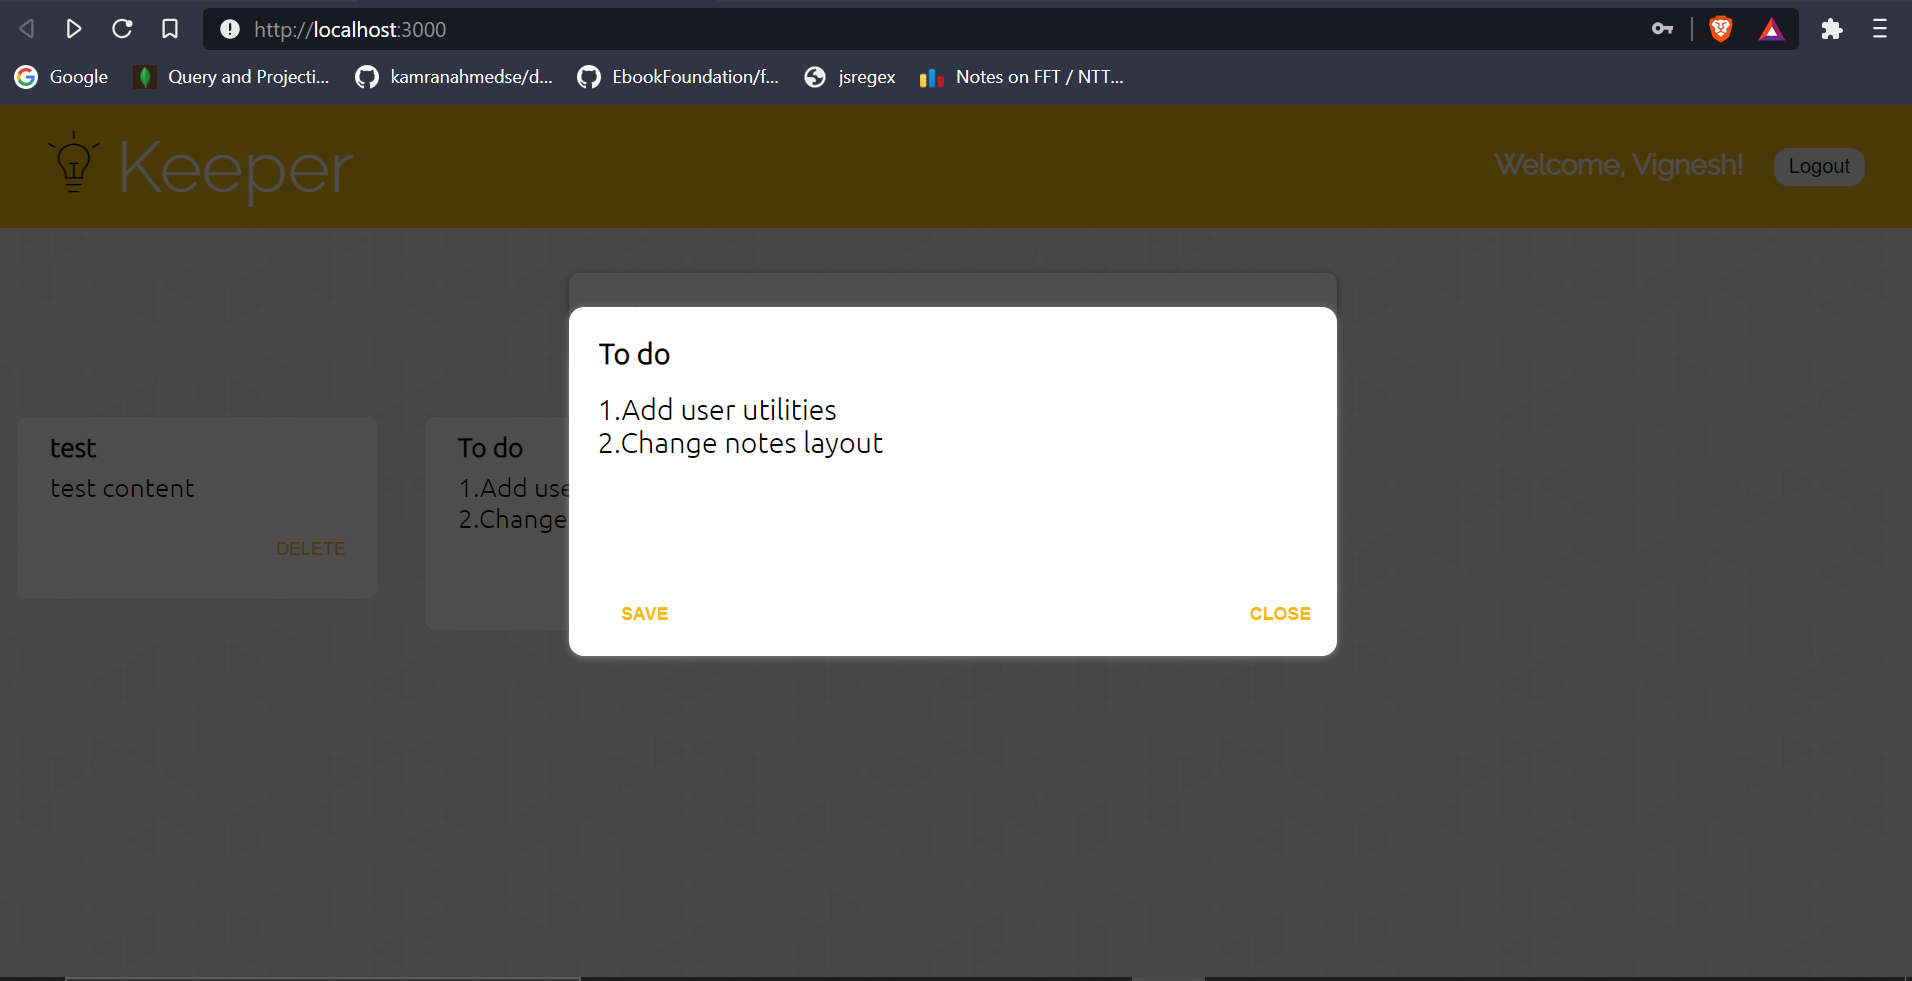 http://localhost:3000
Google
Query and Projecti...
kamranahmedse/d...
EbookFoundation/f...
jsregex
Notes on FFT / NTT...
Keeper
Welcome, Vignesh!
Logout
test
test content
DELETE
To do
1.Add use
2.Change
To do
1.Add user utilities
2.Change notes layout
SAVE
CLOSE